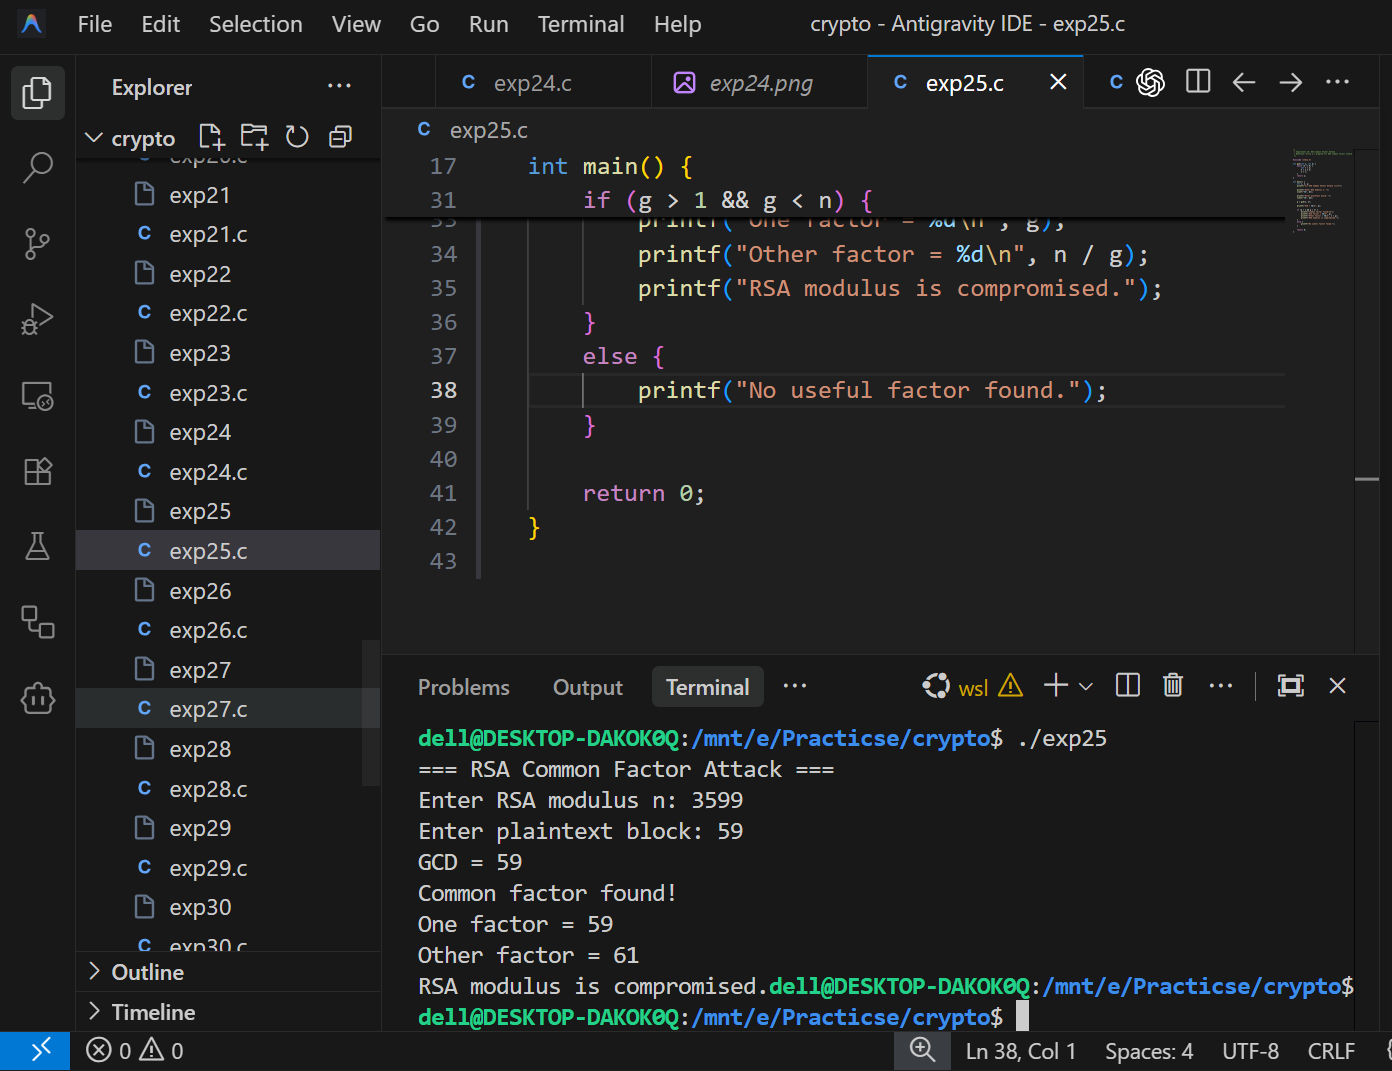 File Edit Selection View Go Run Terminal Help crypto - Antigravity IDE - exp25.c
Explorer
crypto
exp20.c
exp21
exp21.c
exp22
exp22.c
exp23
exp23.c
exp24
exp24.c
exp25
exp25.c
exp26
exp26.c
exp27
exp27.c
exp28
exp28.c
exp29
exp29.c
exp30
exp30.c
Outline
Timeline
C exp24.c exp24.png C exp25.c C
C exp25.c
17 int main() {
31 if (g > 1 && g < n) {
33 printf("One factor = %d\n", g);
34 printf("Other factor = %d\n", n / g);
35 printf("RSA modulus is compromised.");
36 }
37 else {
38 printf("No useful factor found.");
39 }
40
41 return 0;
42 }
43
Problems Output Terminal wsl
dell@DESKTOP-DAKOK0Q:/mnt/e/Practicse/crypto$ ./exp25
=== RSA Common Factor Attack ===
Enter RSA modulus n: 3599
Enter plaintext block: 59
GCD = 59
Common factor found!
One factor = 59
Other factor = 61
RSA modulus is compromised.dell@DESKTOP-DAKOK0Q:/mnt/e/Practicse/crypto$
dell@DESKTOP-DAKOK0Q:/mnt/e/Practicse/crypto$
0 0 Ln 38, Col 1 Spaces: 4 UTF-8 CRLF